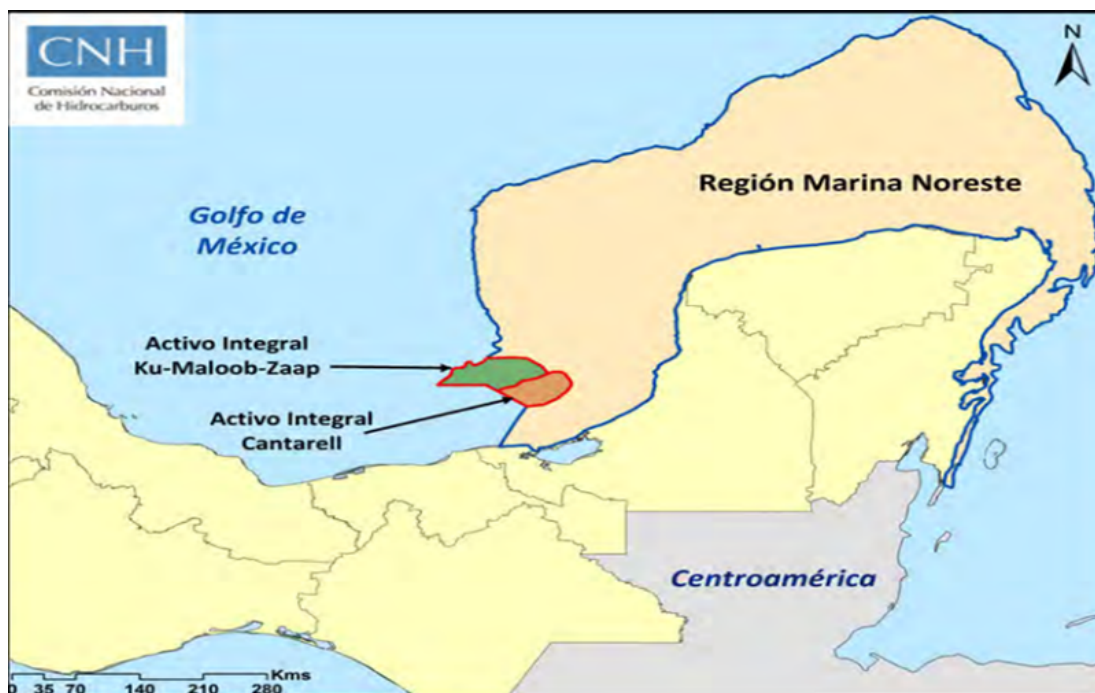 CNH
Comisión Nacional
de Hidrocarburos
N
Región Marina Noreste
Golfo de
México
Activo Integral
Ku-Maloob-Zaap
Activo Integral
Cantarell
Centroamérica
Kms
0 35 70 140 210 280